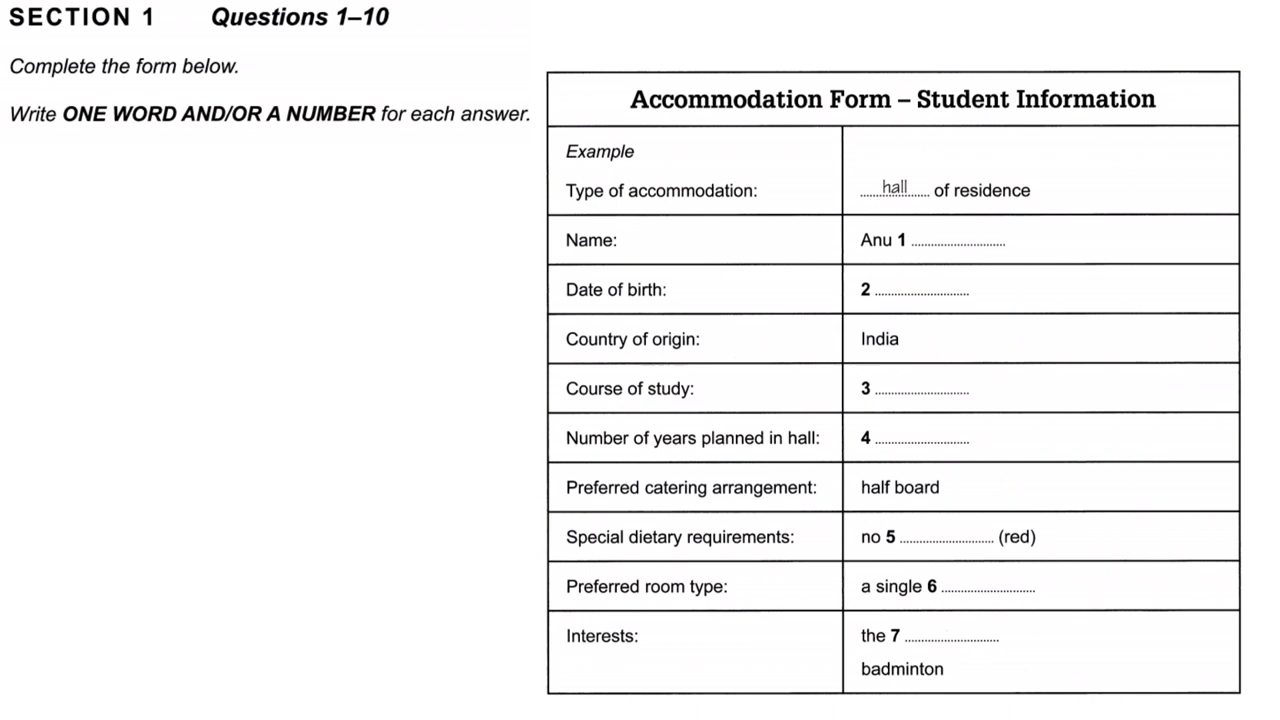 SECTION 1 Questions 1–10
Complete the form below.
Write ONE WORD AND/OR A NUMBER for each answer.
Accommodation Form – Student Information
Example
Type of accommodation: ........hall...... of residence
Name: Anu 1 ............................
Date of birth: 2 ............................
Country of origin: India
Course of study: 3 ............................
Number of years planned in hall: 4 ............................
Preferred catering arrangement: half board
Special dietary requirements: no 5 ............................ (red)
Preferred room type: a single 6 ............................
Interests: the 7 ............................
badminton